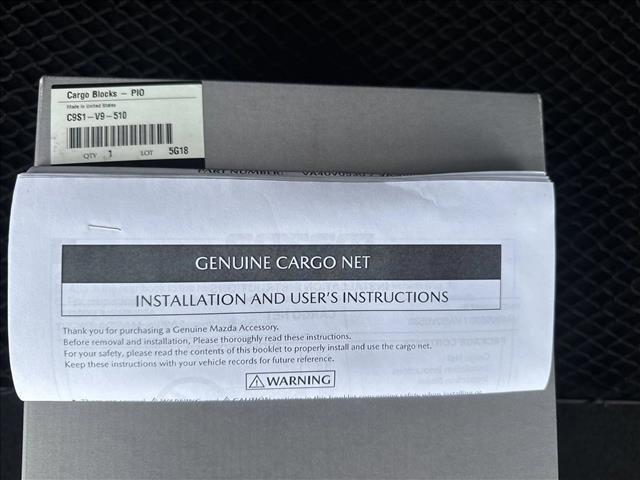 Cargo Blocks - PIO
Made in United States
C9S1-V9-510
QTY 1 LOT 5G18
PART NUMBER:
GENUINE CARGO NET
INSTALLATION AND USER'S INSTRUCTIONS
Thank you for purchasing a Genuine Mazda Accessory.
Before removal and installation, Please thoroughly read these instructions.
For your safety, please read the contents of this booklet to properly install and use the cargo net.
Keep these instructions with your vehicle records for future reference.
⚠WARNING